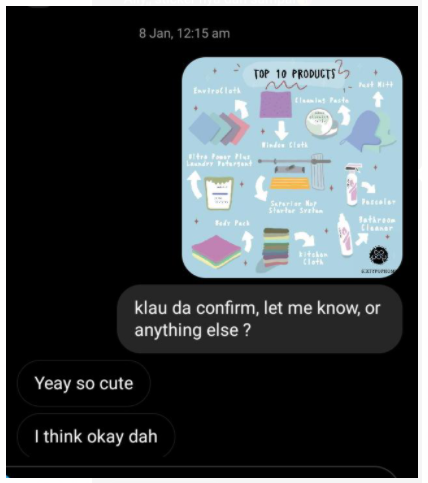 8 Jan, 12:15 am
TOP 10 PRODUCTS
EnviroCloth
Cleaning Paste
Dust Mitt
Window Cloth
Ultra Power Plus
Laundry Detergent
Superior Mop
Starter System
Descaler
Bathroom
Cleaner
Body Pack
Kitchen
Cloth
klau da confirm, let me know, or
anything else ?
Yeay so cute
I think okay dah